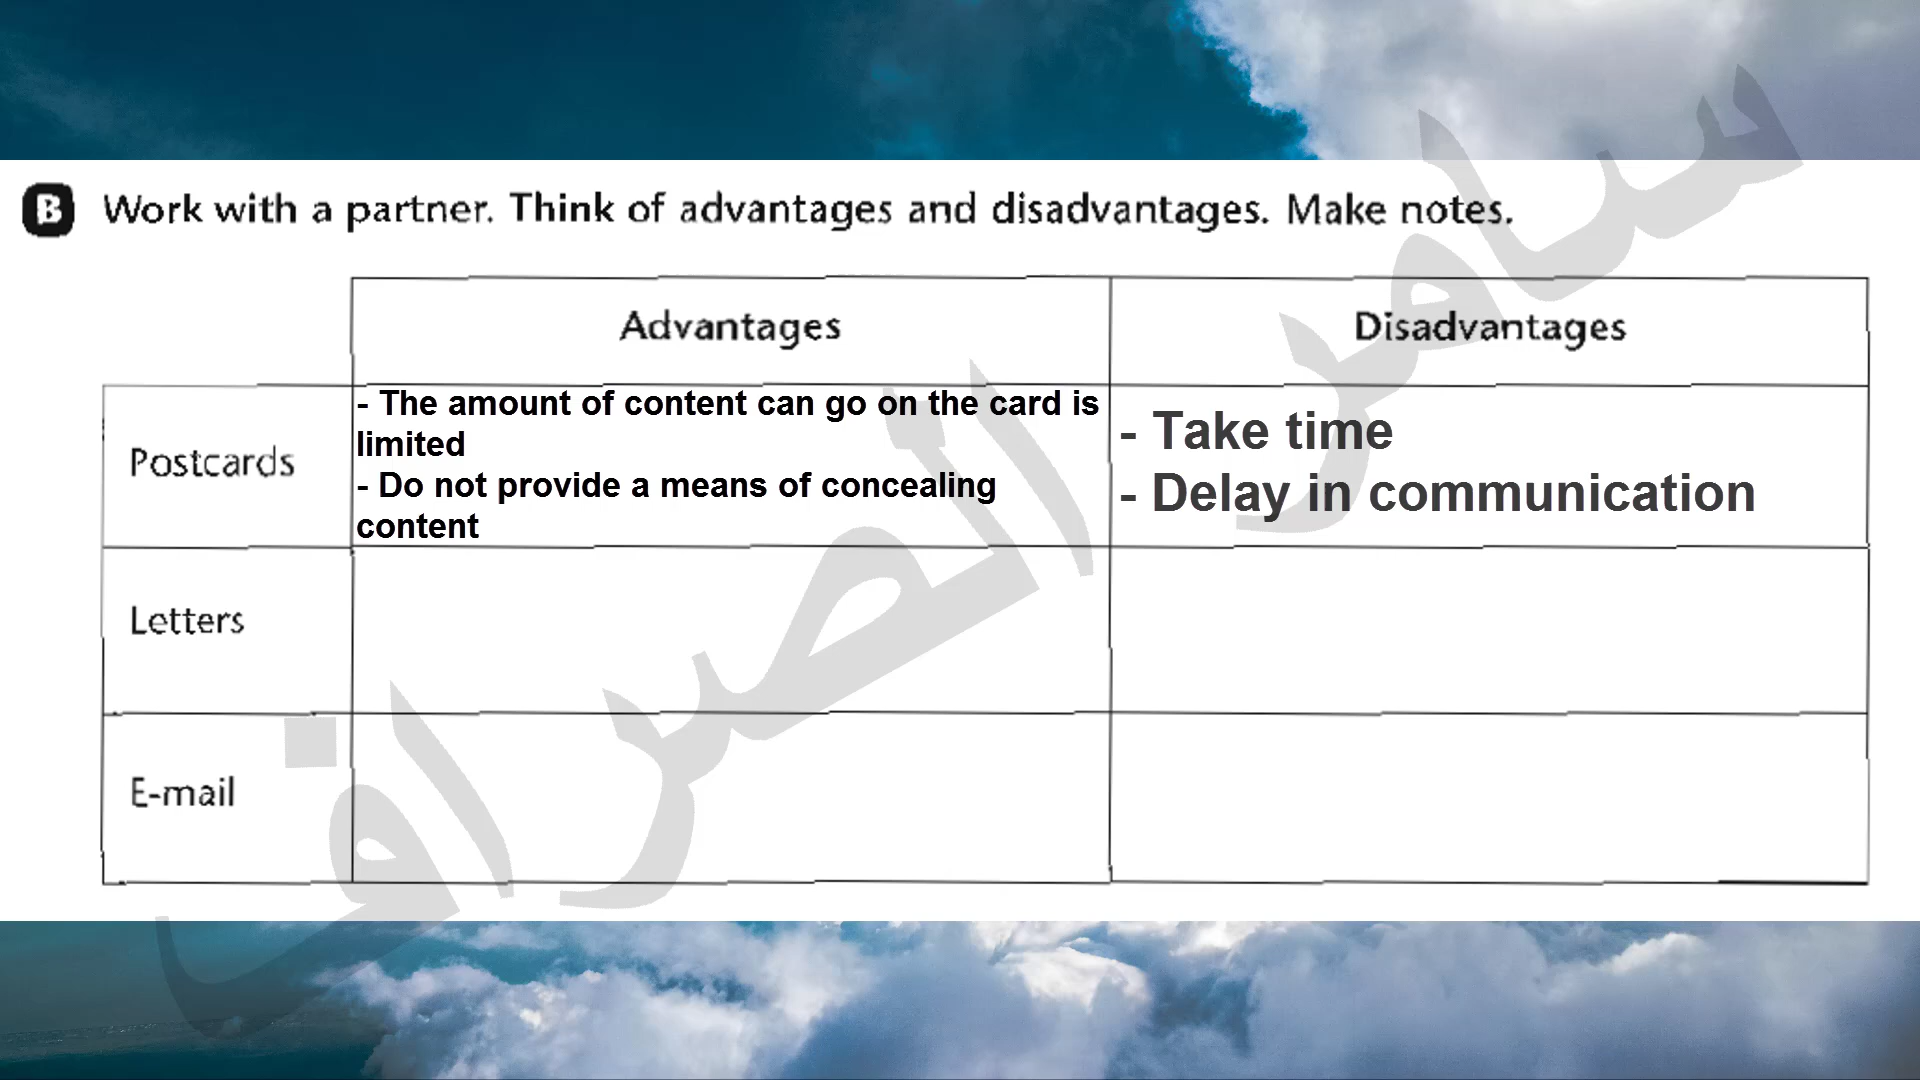 B Work with a partner. Think of advantages and disadvantages. Make notes.
Advantages
Disadvantages
Postcards
- The amount of content can go on the card is
limited
- Do not provide a means of concealing
content
- Take time
- Delay in communication
Letters
E-mail
سامر الصراف